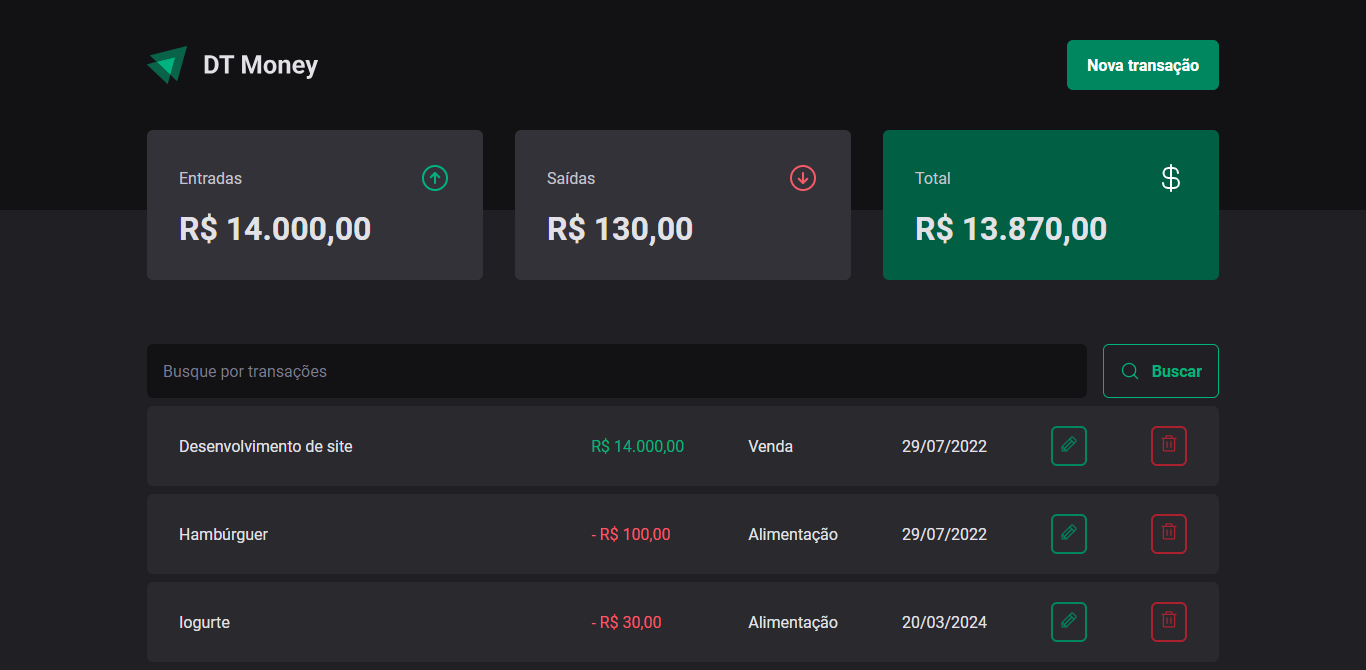 DT Money
Nova transação
Entradas
R$ 14.000,00
Saídas
R$ 130,00
Total
$
R$ 13.870,00
Busque por transações
Buscar
Desenvolvimento de site R$ 14.000,00 Venda 29/07/2022
Hambúrguer - R$ 100,00 Alimentação 29/07/2022
Iogurte - R$ 30,00 Alimentação 20/03/2024